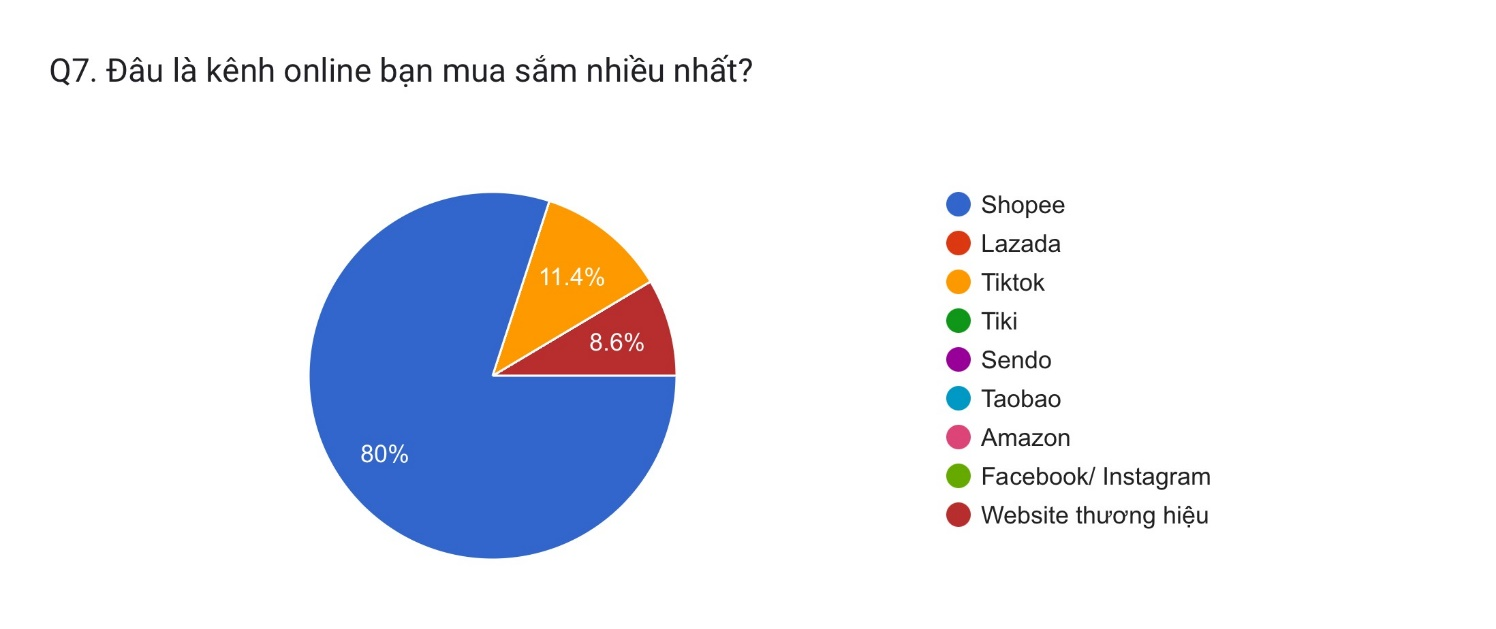 Q7. Đâu là kênh online bạn mua sắm nhiều nhất?
11.4%
8.6%
80%
Shopee
Lazada
Tiktok
Tiki
Sendo
Taobao
Amazon
Facebook/ Instagram
Website thương hiệu